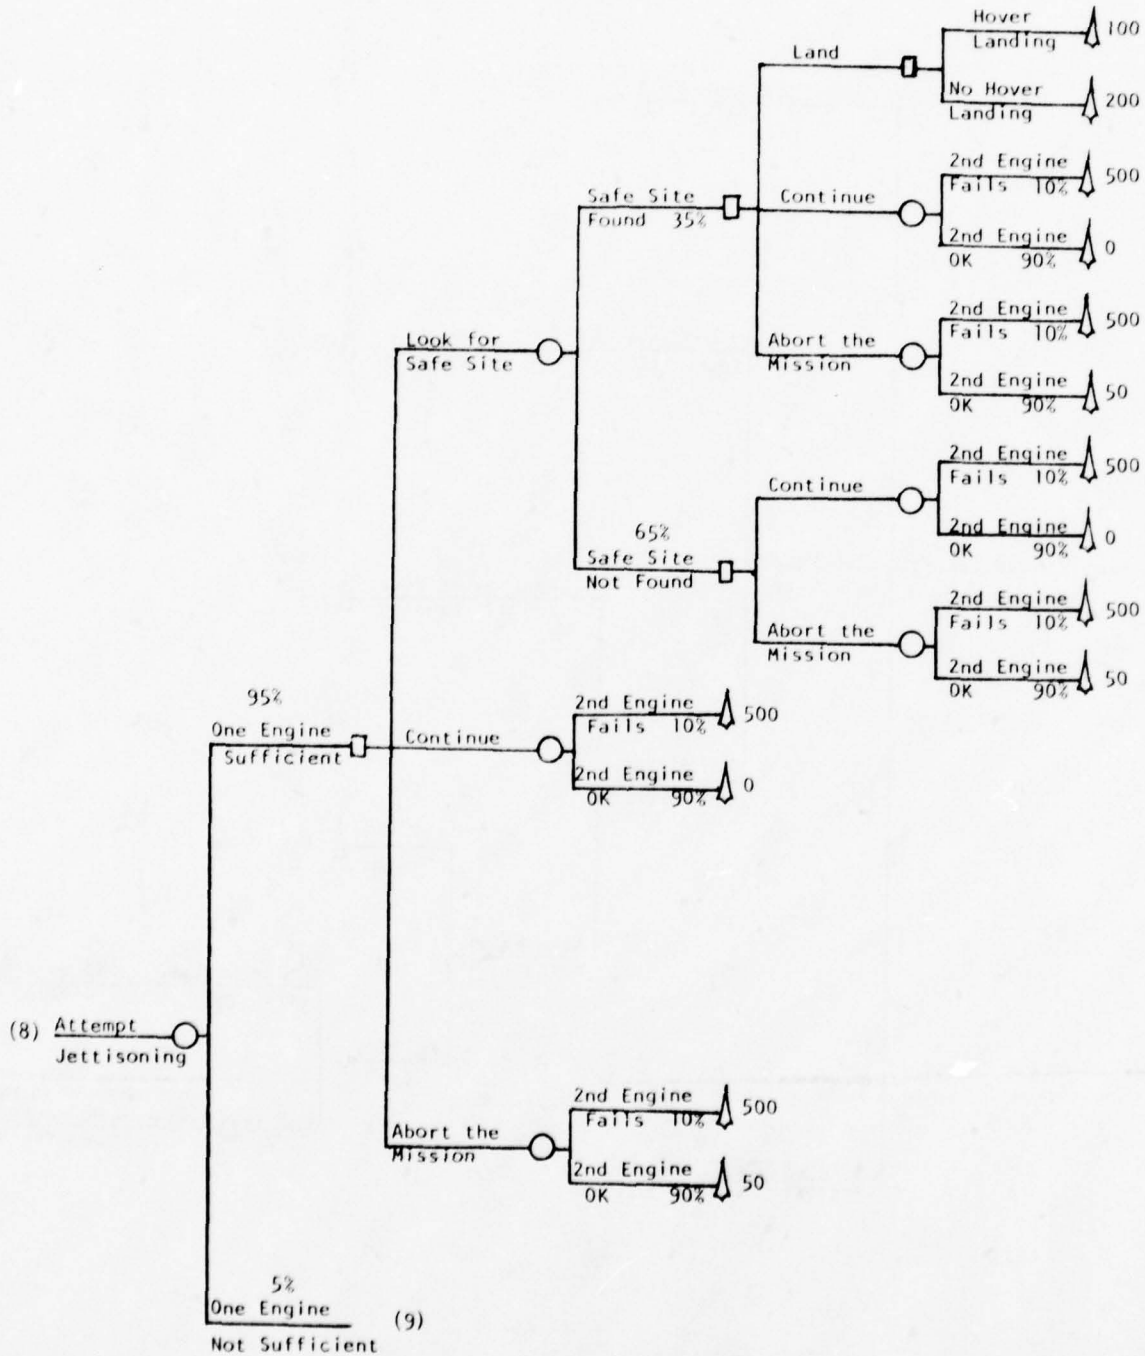 Hover
Landing 100
Land
No Hover
Landing 200
2nd Engine
Fails 10% 500
Safe Site
Found 35%
Continue
2nd Engine
OK 90% 0
2nd Engine
Fails 10% 500
Look for
Safe Site
Abort the
Mission
2nd Engine
OK 90% 50
2nd Engine
Fails 10% 500
Continue
65%
Safe Site
Not Found
2nd Engine
OK 90% 0
2nd Engine
Fails 10% 500
Abort the
Mission
2nd Engine
OK 90% 50
95%
One Engine
Sufficient
Continue
2nd Engine
Fails 10% 500
2nd Engine
OK 90% 0
(8) Attempt
Jettisoning
Abort the
Mission
2nd Engine
Fails 10% 500
2nd Engine
OK 90% 50
5%
One Engine (9)
Not Sufficient